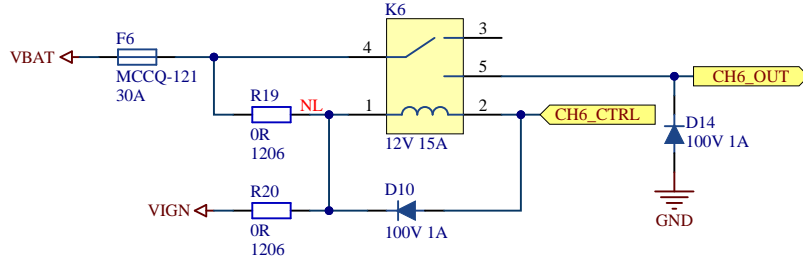 K6
F6
VBAT
4
3
MCCQ-121
30A
5
CH6_OUT
R19
NL
1
2
CH6_CTRL
0R
1206
12V 15A
D14
100V 1A
R20
D10
VIGN
GND
0R
100V 1A
1206